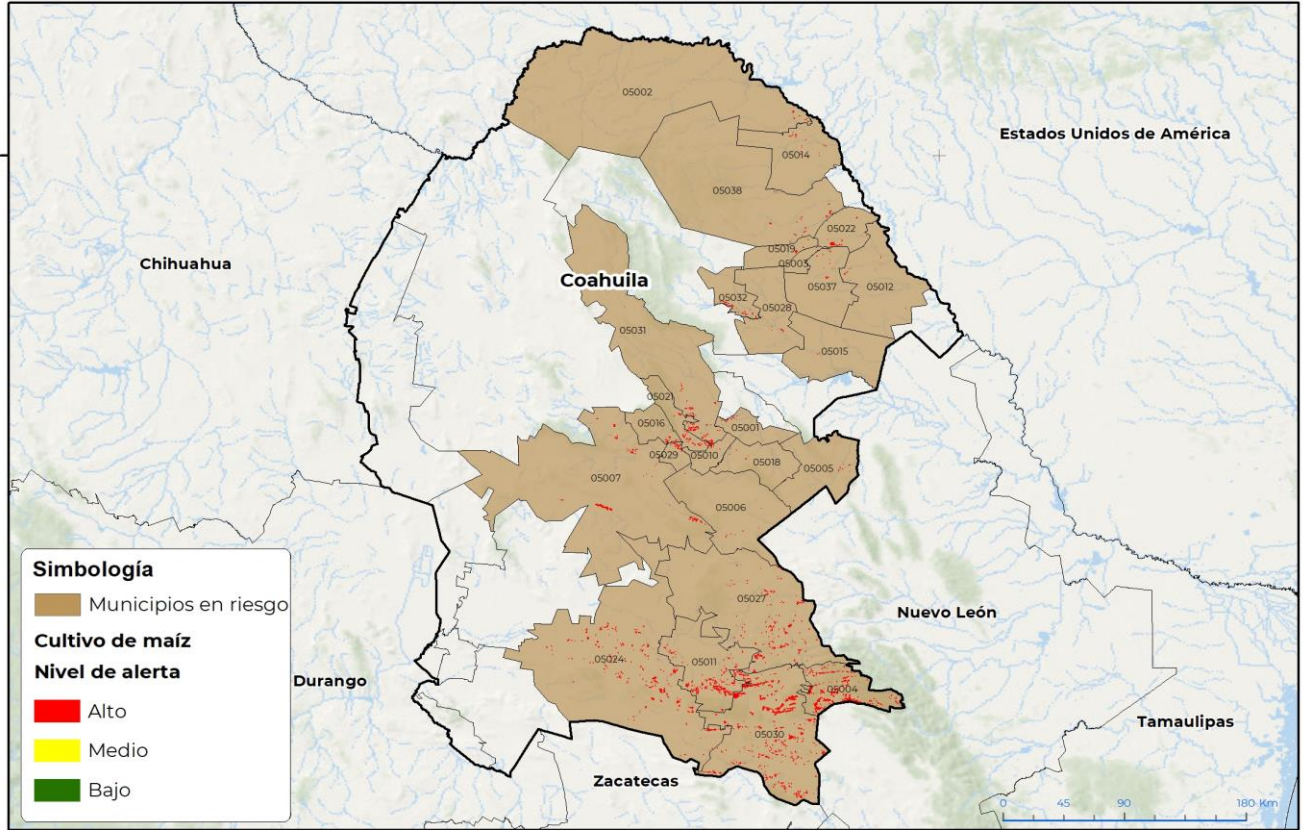 05002
Estados Unidos de América
05014
05038
05022
05019
05003
Chihuahua
Coahuila
05037
05012
05032
05028
05031
05015
05021
05016
05001
05029
05010
05018
05005
05007
05006
Simbología
Municipios en riesgo
Cultivo de maíz
Nivel de alerta
Alto
Medio
Bajo
05027
Nuevo León
05024
05011
05004
Durango
05030
Tamaulipas
Zacatecas
0 45 90 180 Km